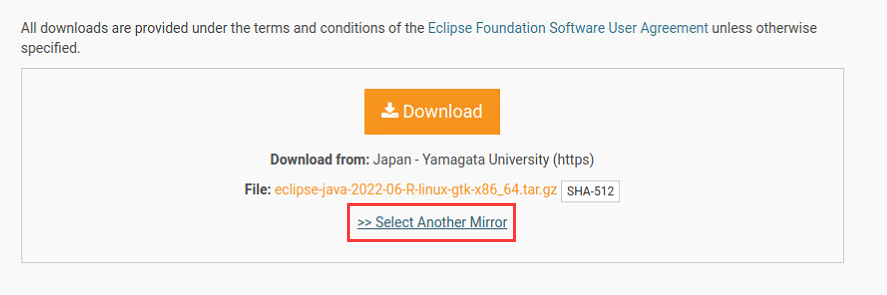 All downloads are provided under the terms and conditions of the Eclipse Foundation Software User Agreement unless otherwise
specified.
Download
Download from: Japan - Yamagata University (https)
File: eclipse-java-2022-06-R-linux-gtk-x86_64.tar.gz SHA-512
>> Select Another Mirror